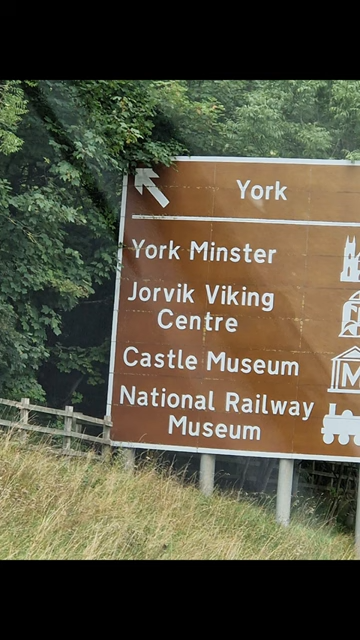 York
York Minster
Jorvik Viking
Centre
Castle Museum
National Railway
Museum
M